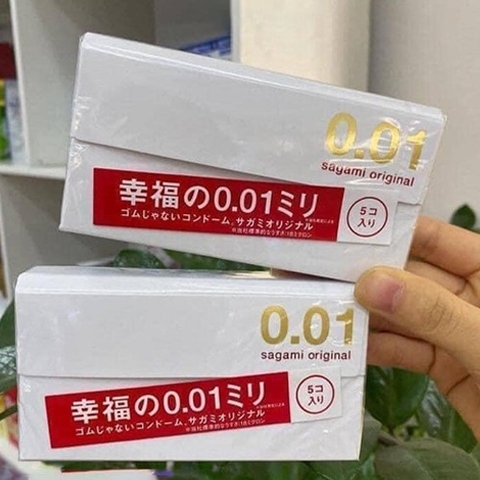 0.01
sagami original
幸福の0.01ミリ
ゴムじゃないコンドーム。サガミオリジナル
5コ
入り
0.01
sagami original
幸福の0.01ミリ
ゴムじゃないコンドーム。サガミオリジナル
5コ
入り